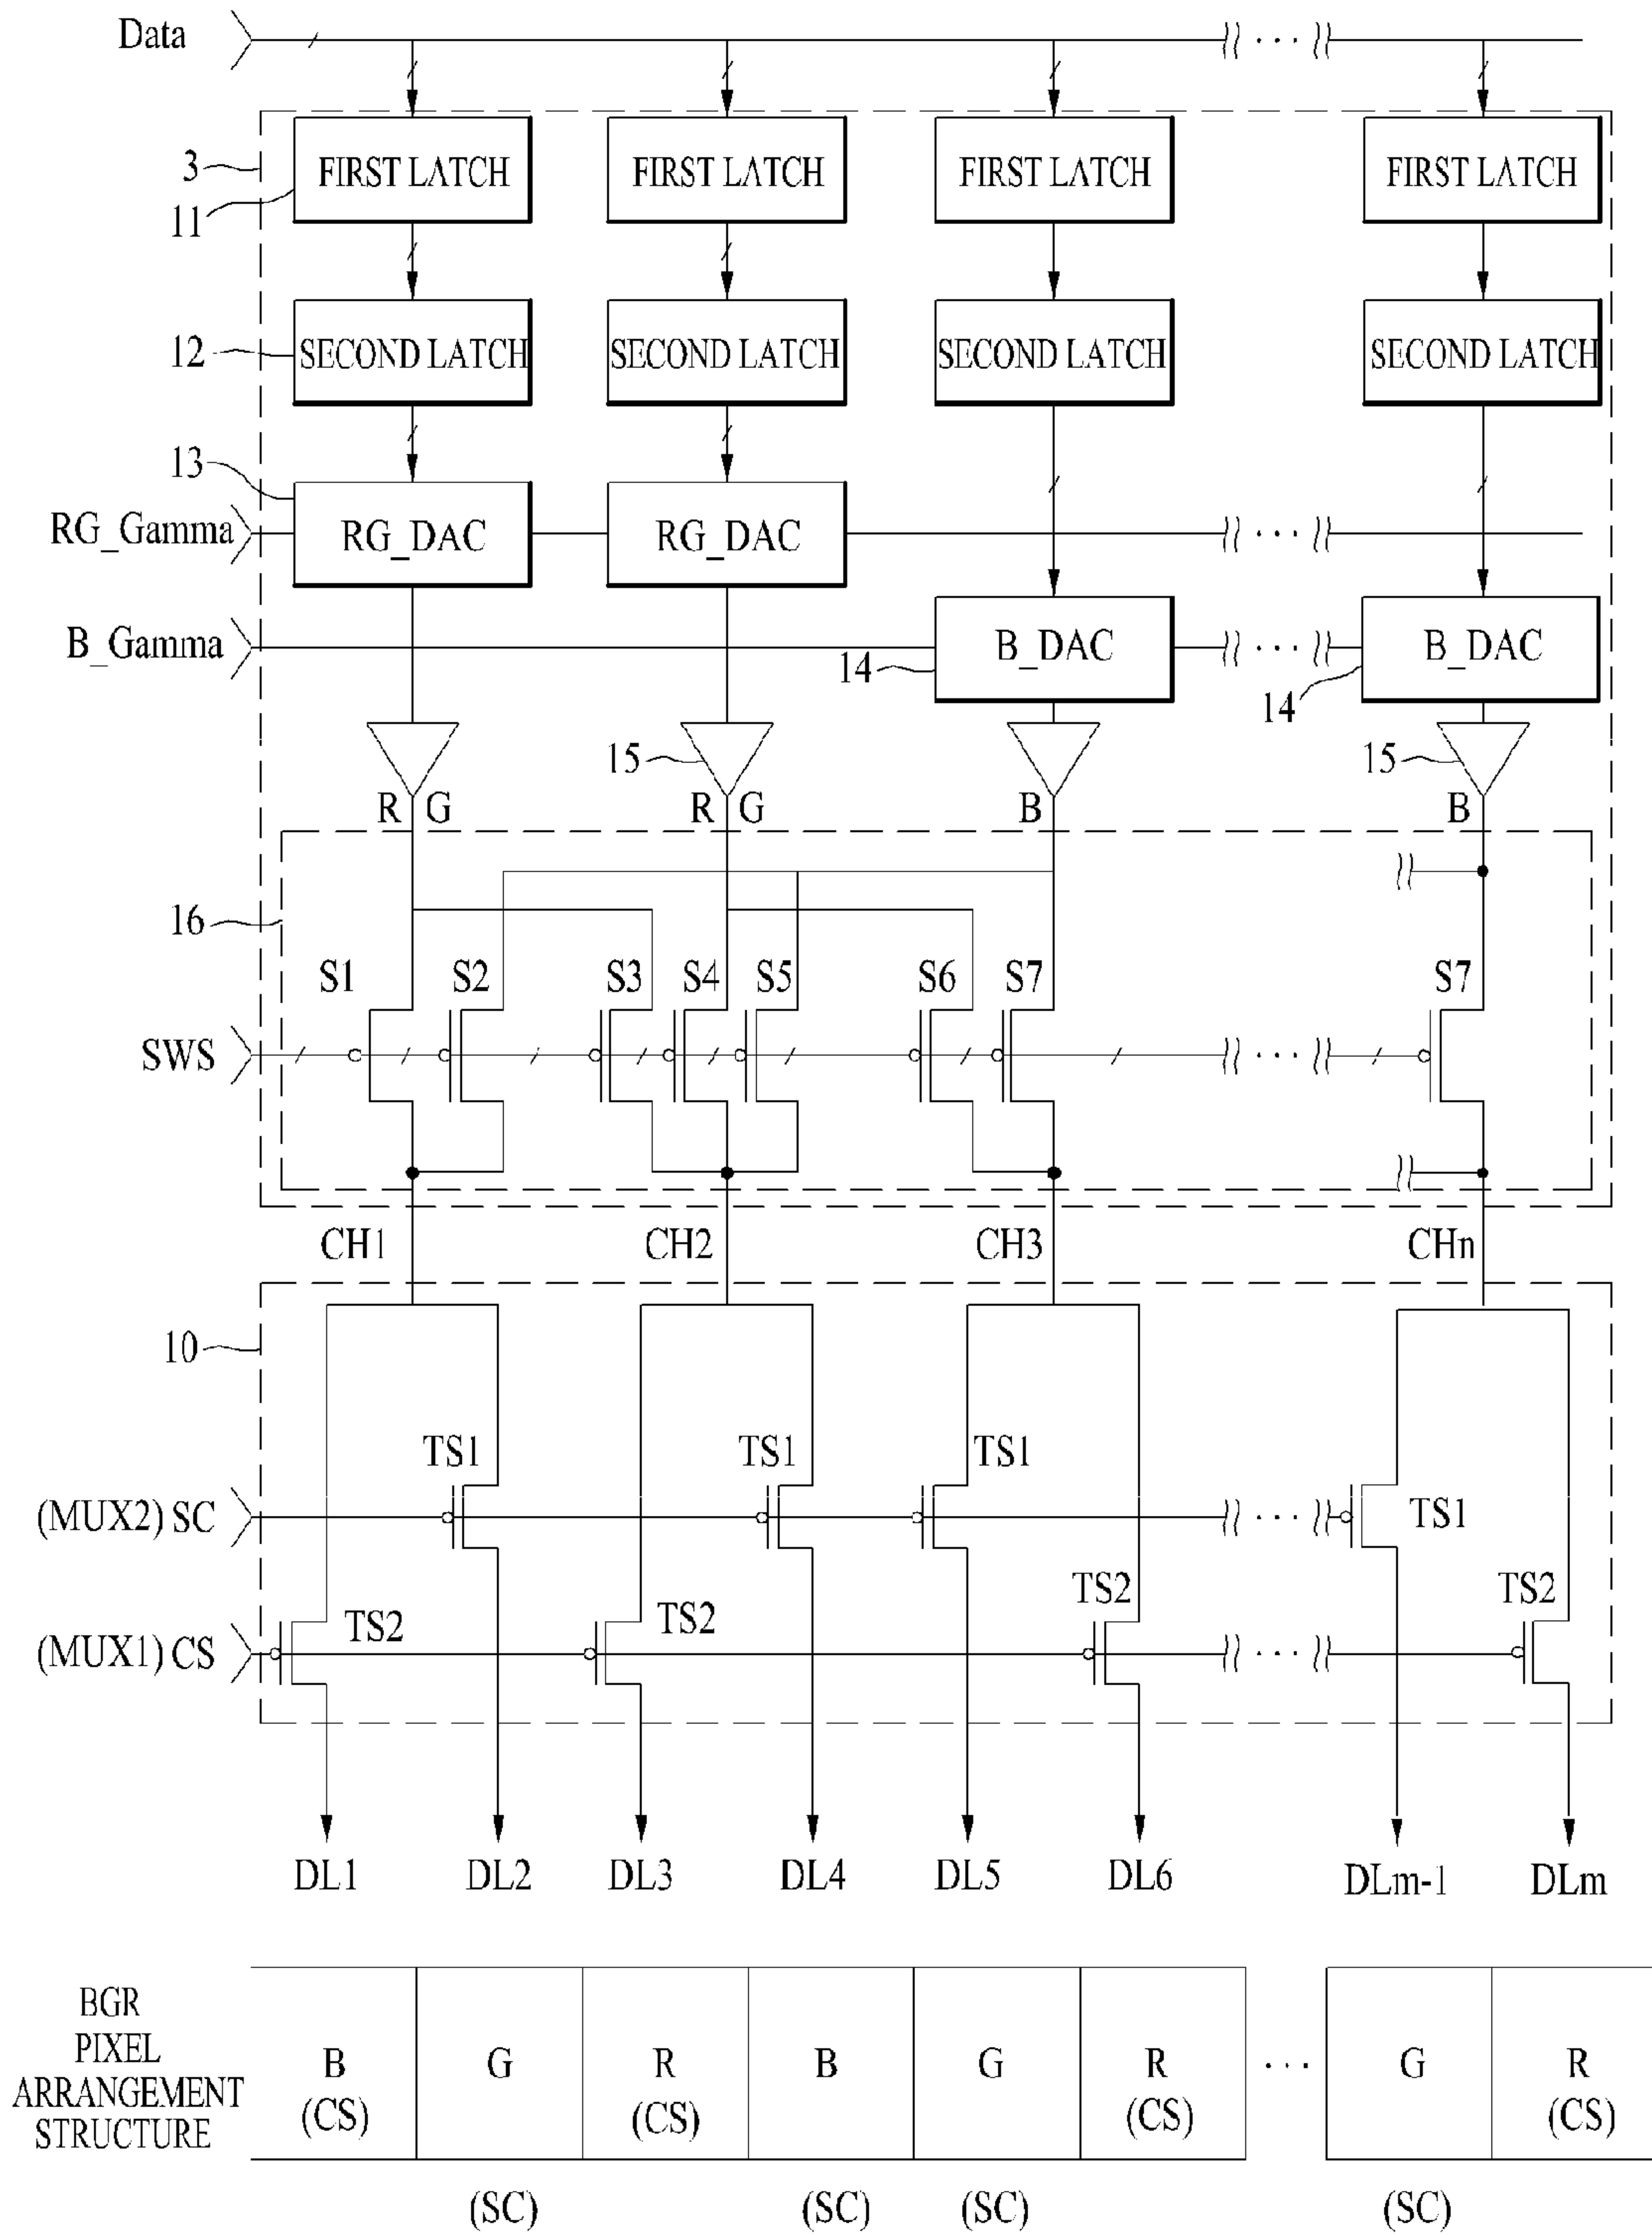 Data
3
FIRST LATCH FIRST LATCH FIRST LATCH FIRST LATCH
11
12
SECOND LATCH SECOND LATCH SECOND LATCH SECOND LATCH
13
RG_Gamma
RG_DAC RG_DAC
B_Gamma
B_DAC B_DAC
14 14
15 15
R G R G B B
16
S1 S2 S3 S4 S5 S6 S7 S7
SWS
CH1 CH2 CH3 CHn
10
TS1 TS1 TS1
(MUX2) SC TS1
TS2 TS2
(MUX1) CS TS2 TS2
DL1 DL2 DL3 DL4 DL5 DL6 DLm-1 DLm
BGR
PIXEL
ARRANGEMENT
STRUCTURE
B G R B G R ... G R
(CS) (CS) (CS) (CS)
(SC) (SC) (SC) (SC)